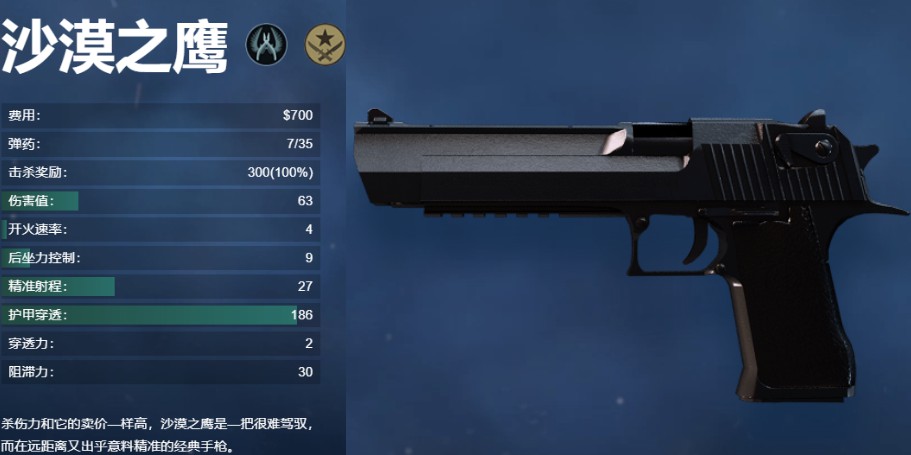 沙漠之鹰
费用： $700
弹药： 7/35
击杀奖励： 300(100%)
伤害值： 63
开火速率： 4
后坐力控制： 9
精准射程： 27
护甲穿透： 186
穿透力： 2
阻滞力： 30
杀伤力和它的卖价一样高，沙漠之鹰是一把很难驾驭，
而在远距离又出乎意料精准的经典手枪。